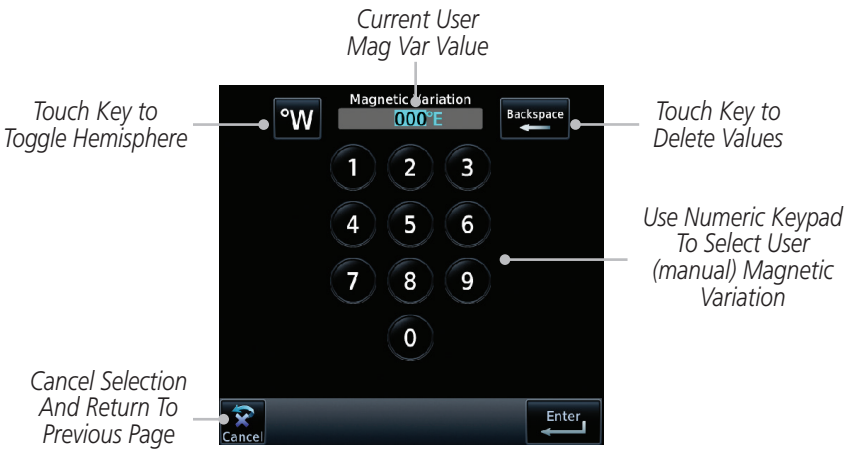 Current User
Mag Var Value
Touch Key to
Toggle Hemisphere
°W
Magnetic Variation
000°E
Backspace
Touch Key to
Delete Values
1 2 3
4 5 6
Use Numeric Keypad
To Select User
(manual) Magnetic
Variation
7 8 9
0
Cancel Selection
And Return To
Previous Page
Cancel
Enter